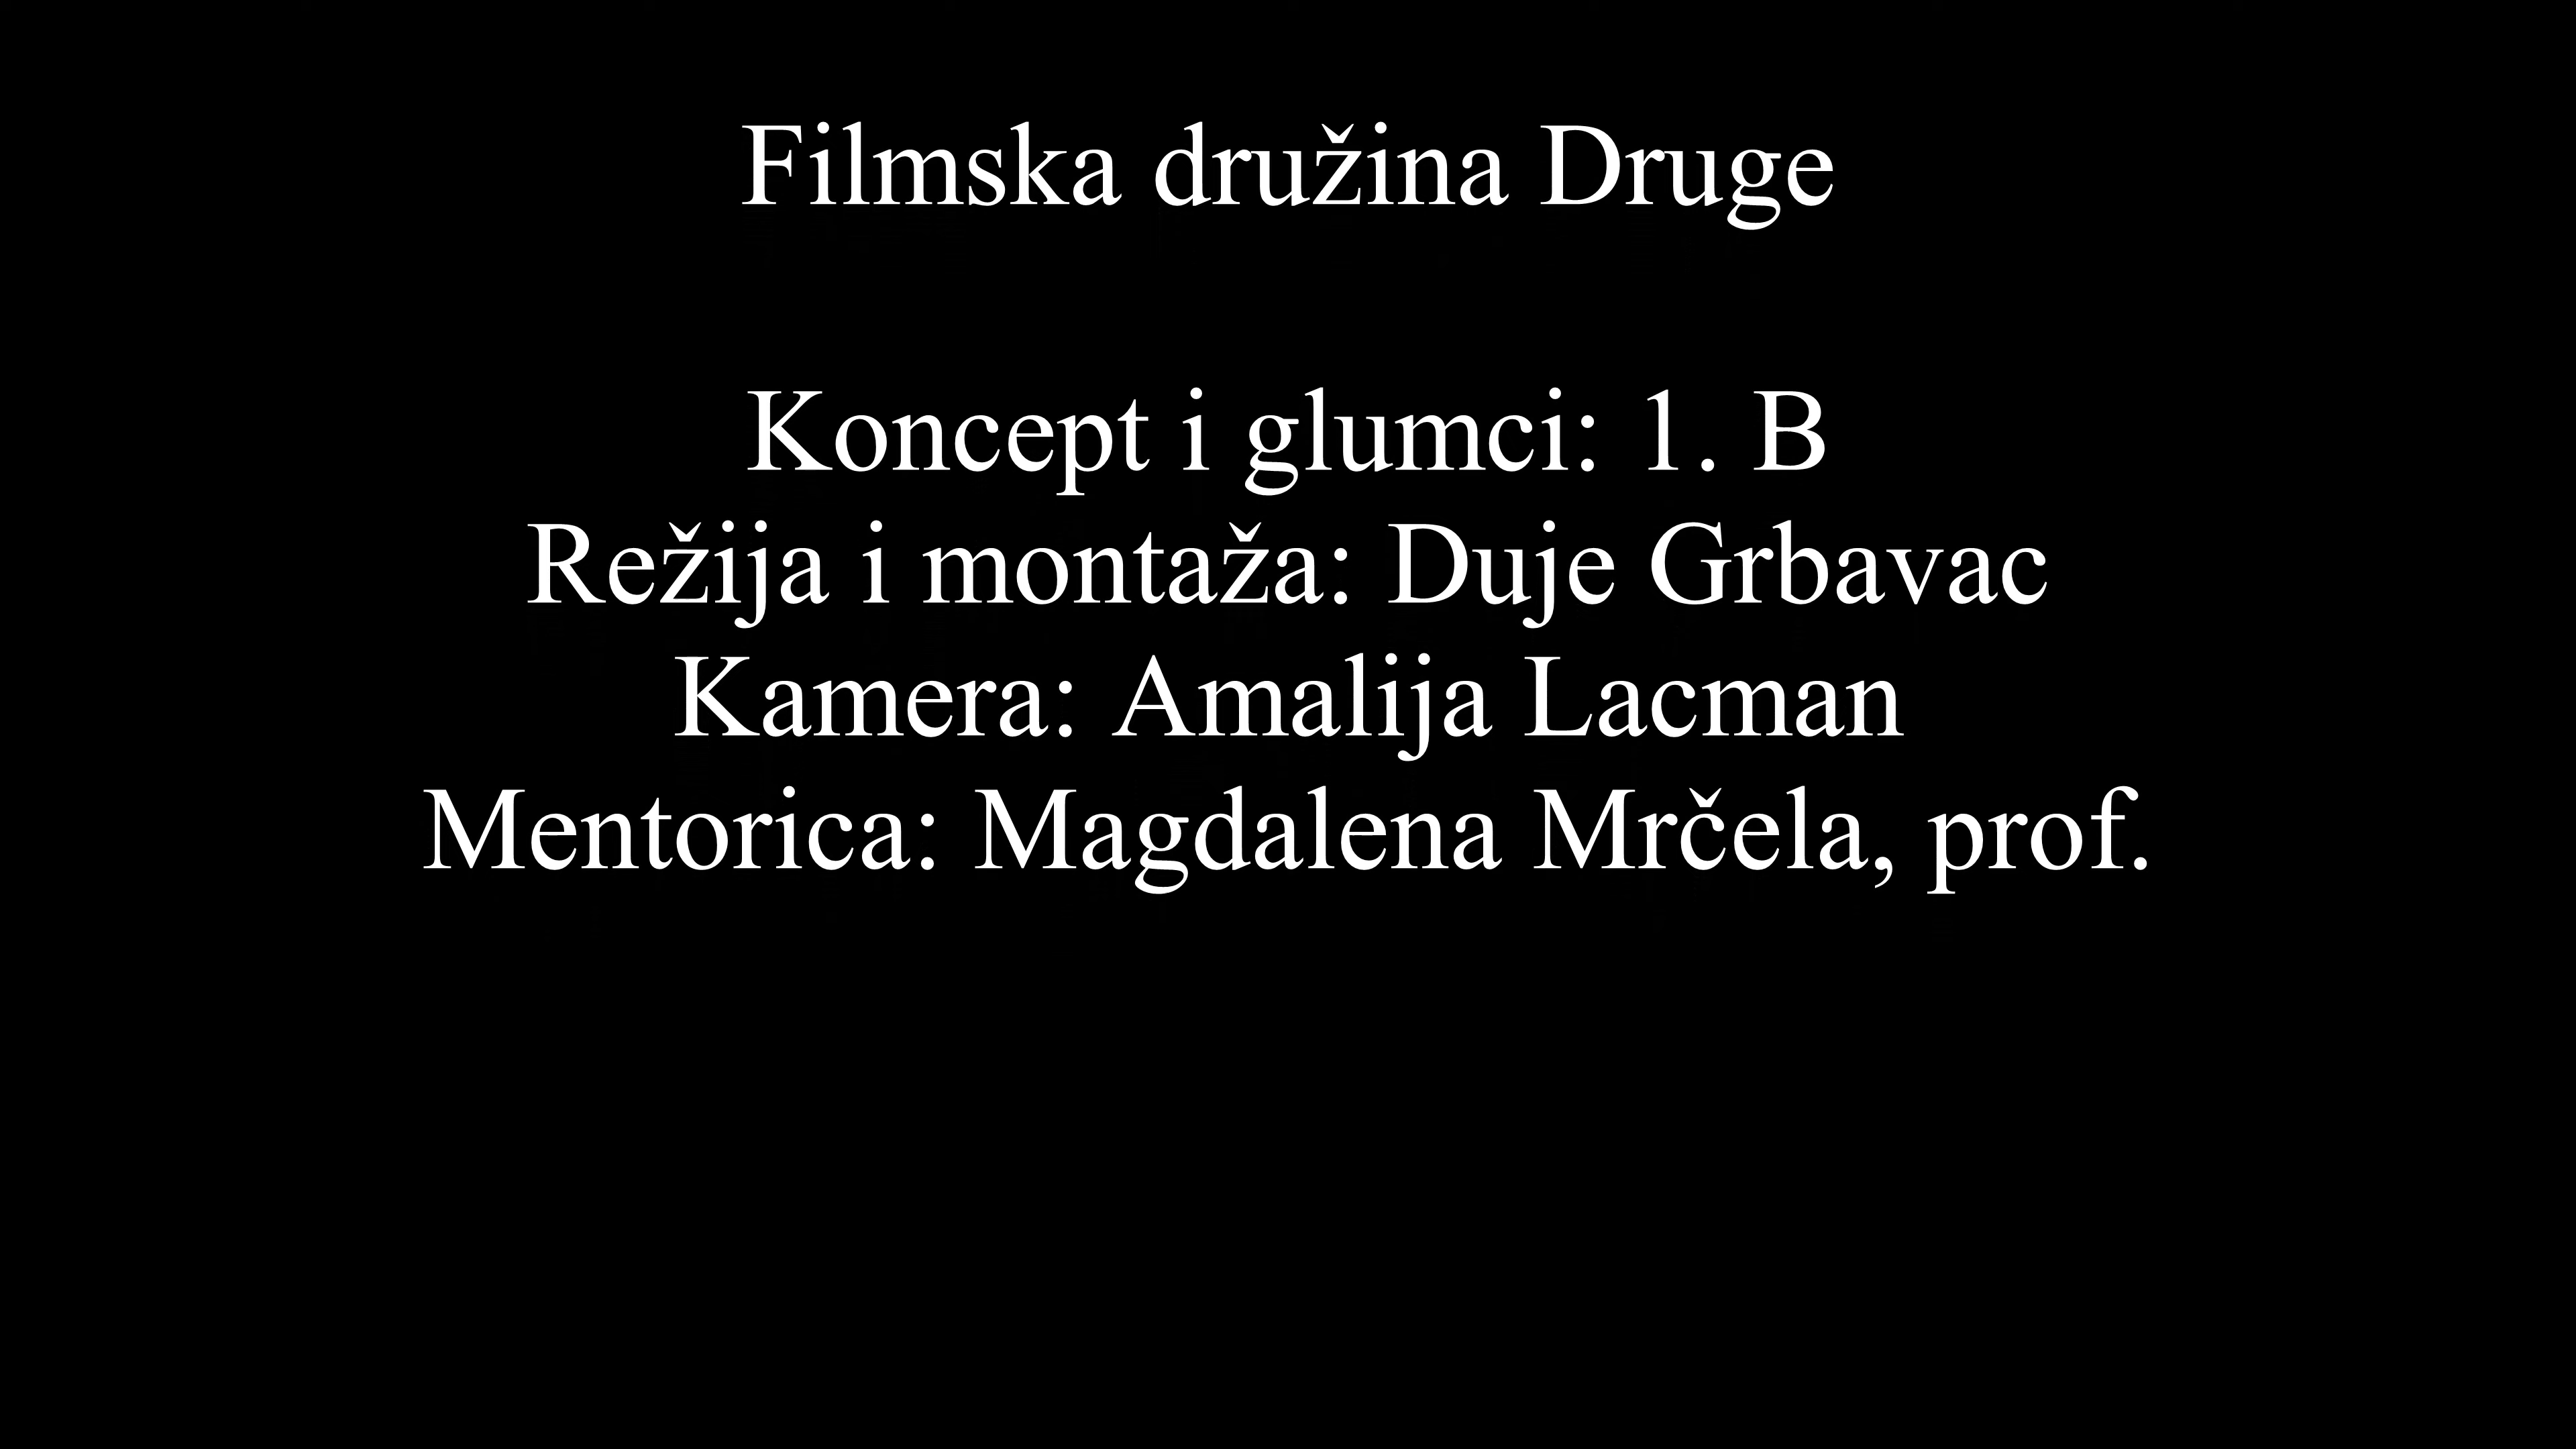 Filmska družina Druge
Koncept i glumci: 1. B
Režija i montaža: Duje Grbavac
Kamera: Amalija Lacman
Mentorica: Magdalena Mrčela, prof.